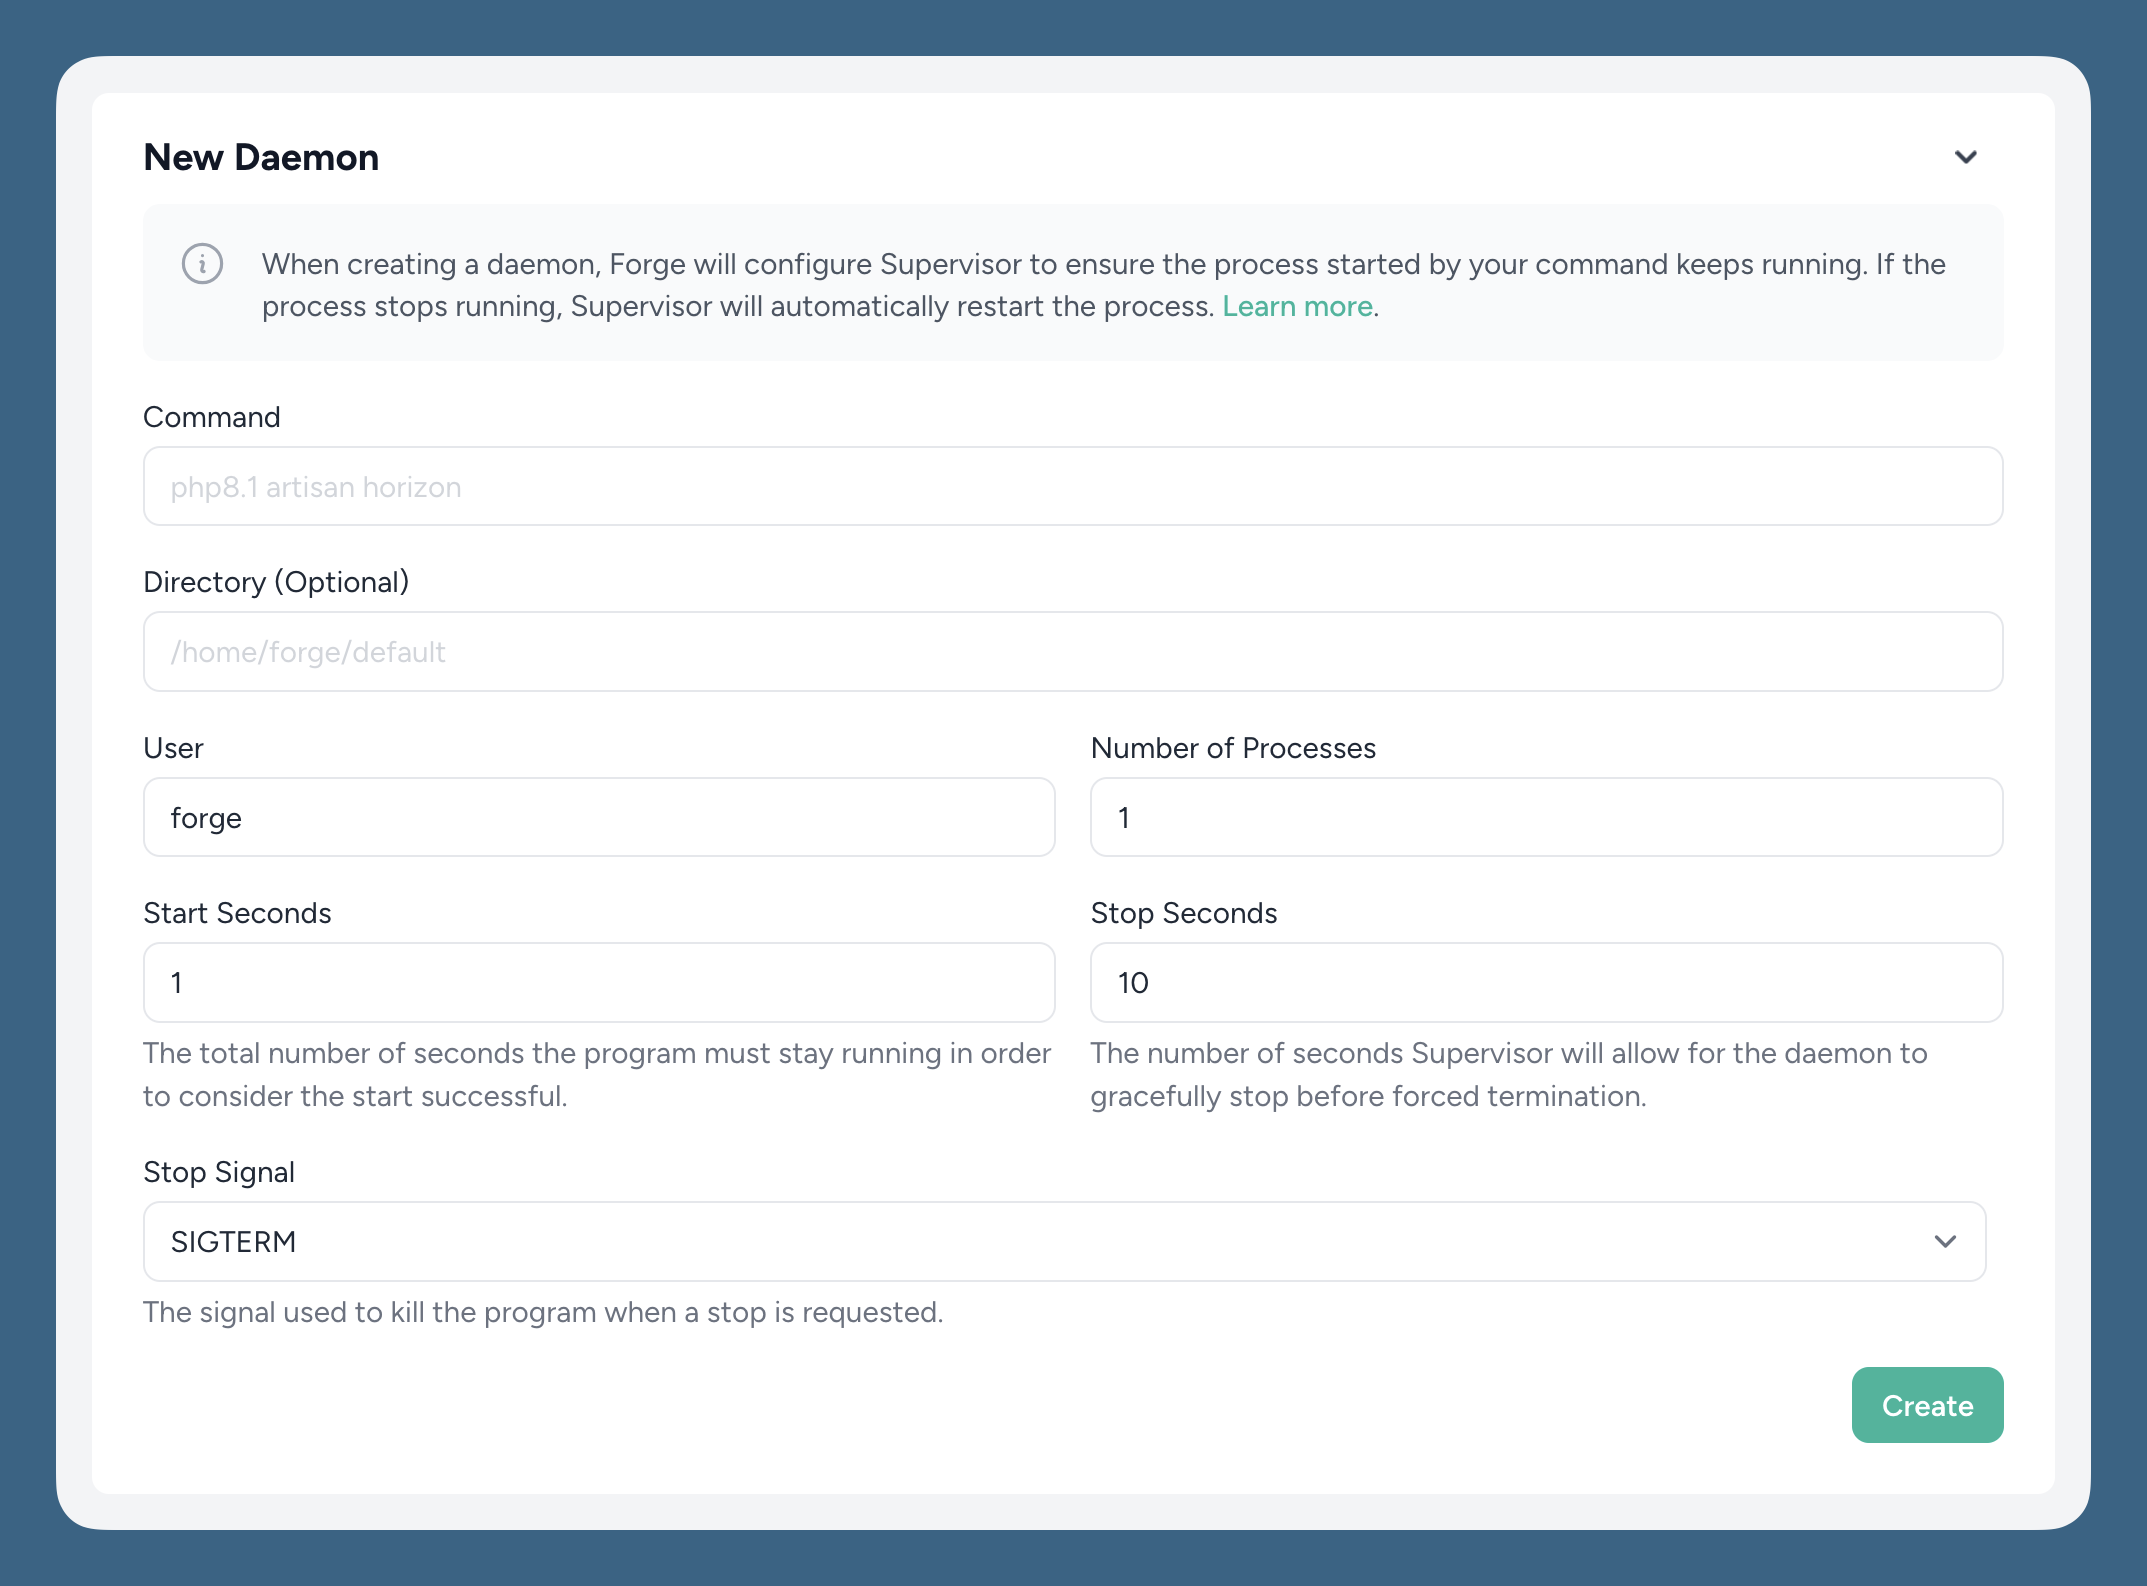 New Daemon
When creating a daemon, Forge will configure Supervisor to ensure the process started by your command keeps running. If the
process stops running, Supervisor will automatically restart the process. Learn more.
Command
php8.1 artisan horizon
Directory (Optional)
/home/forge/default
User
Number of Processes
forge
1
Start Seconds
Stop Seconds
1
10
The total number of seconds the program must stay running in order
to consider the start successful.
The number of seconds Supervisor will allow for the daemon to
gracefully stop before forced termination.
Stop Signal
SIGTERM
The signal used to kill the program when a stop is requested.
Create